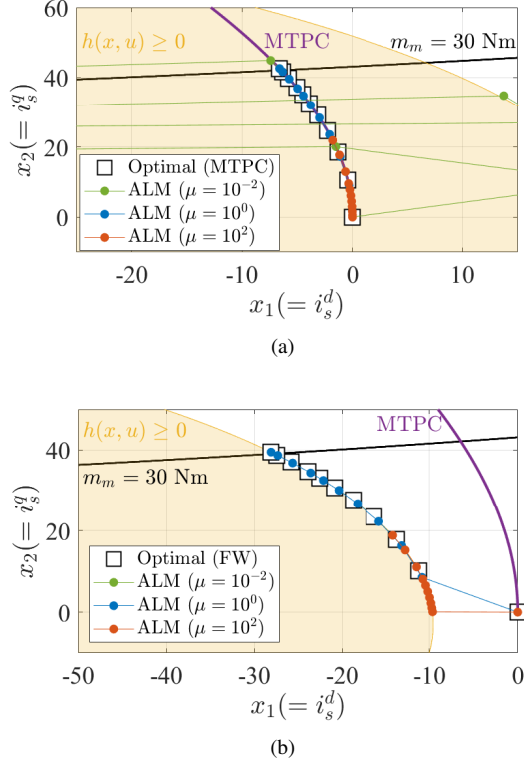 60
h(x, u) ≥ 0
MTPC
m_m = 30 Nm
40
20
0
x_2(= i_s^q)
Optimal (MTPC)
ALM (μ = 10^{-2})
ALM (μ = 10^0)
ALM (μ = 10^2)
-20
-10
0
10
x_1(= i_s^d)
(a)
h(x, u) ≥ 0
MTPC
40
m_m = 30 Nm
20
0
x_2(= i_s^q)
Optimal (FW)
ALM (μ = 10^{-2})
ALM (μ = 10^0)
ALM (μ = 10^2)
-50
-40
-30
-20
-10
0
x_1(= i_s^d)
(b)